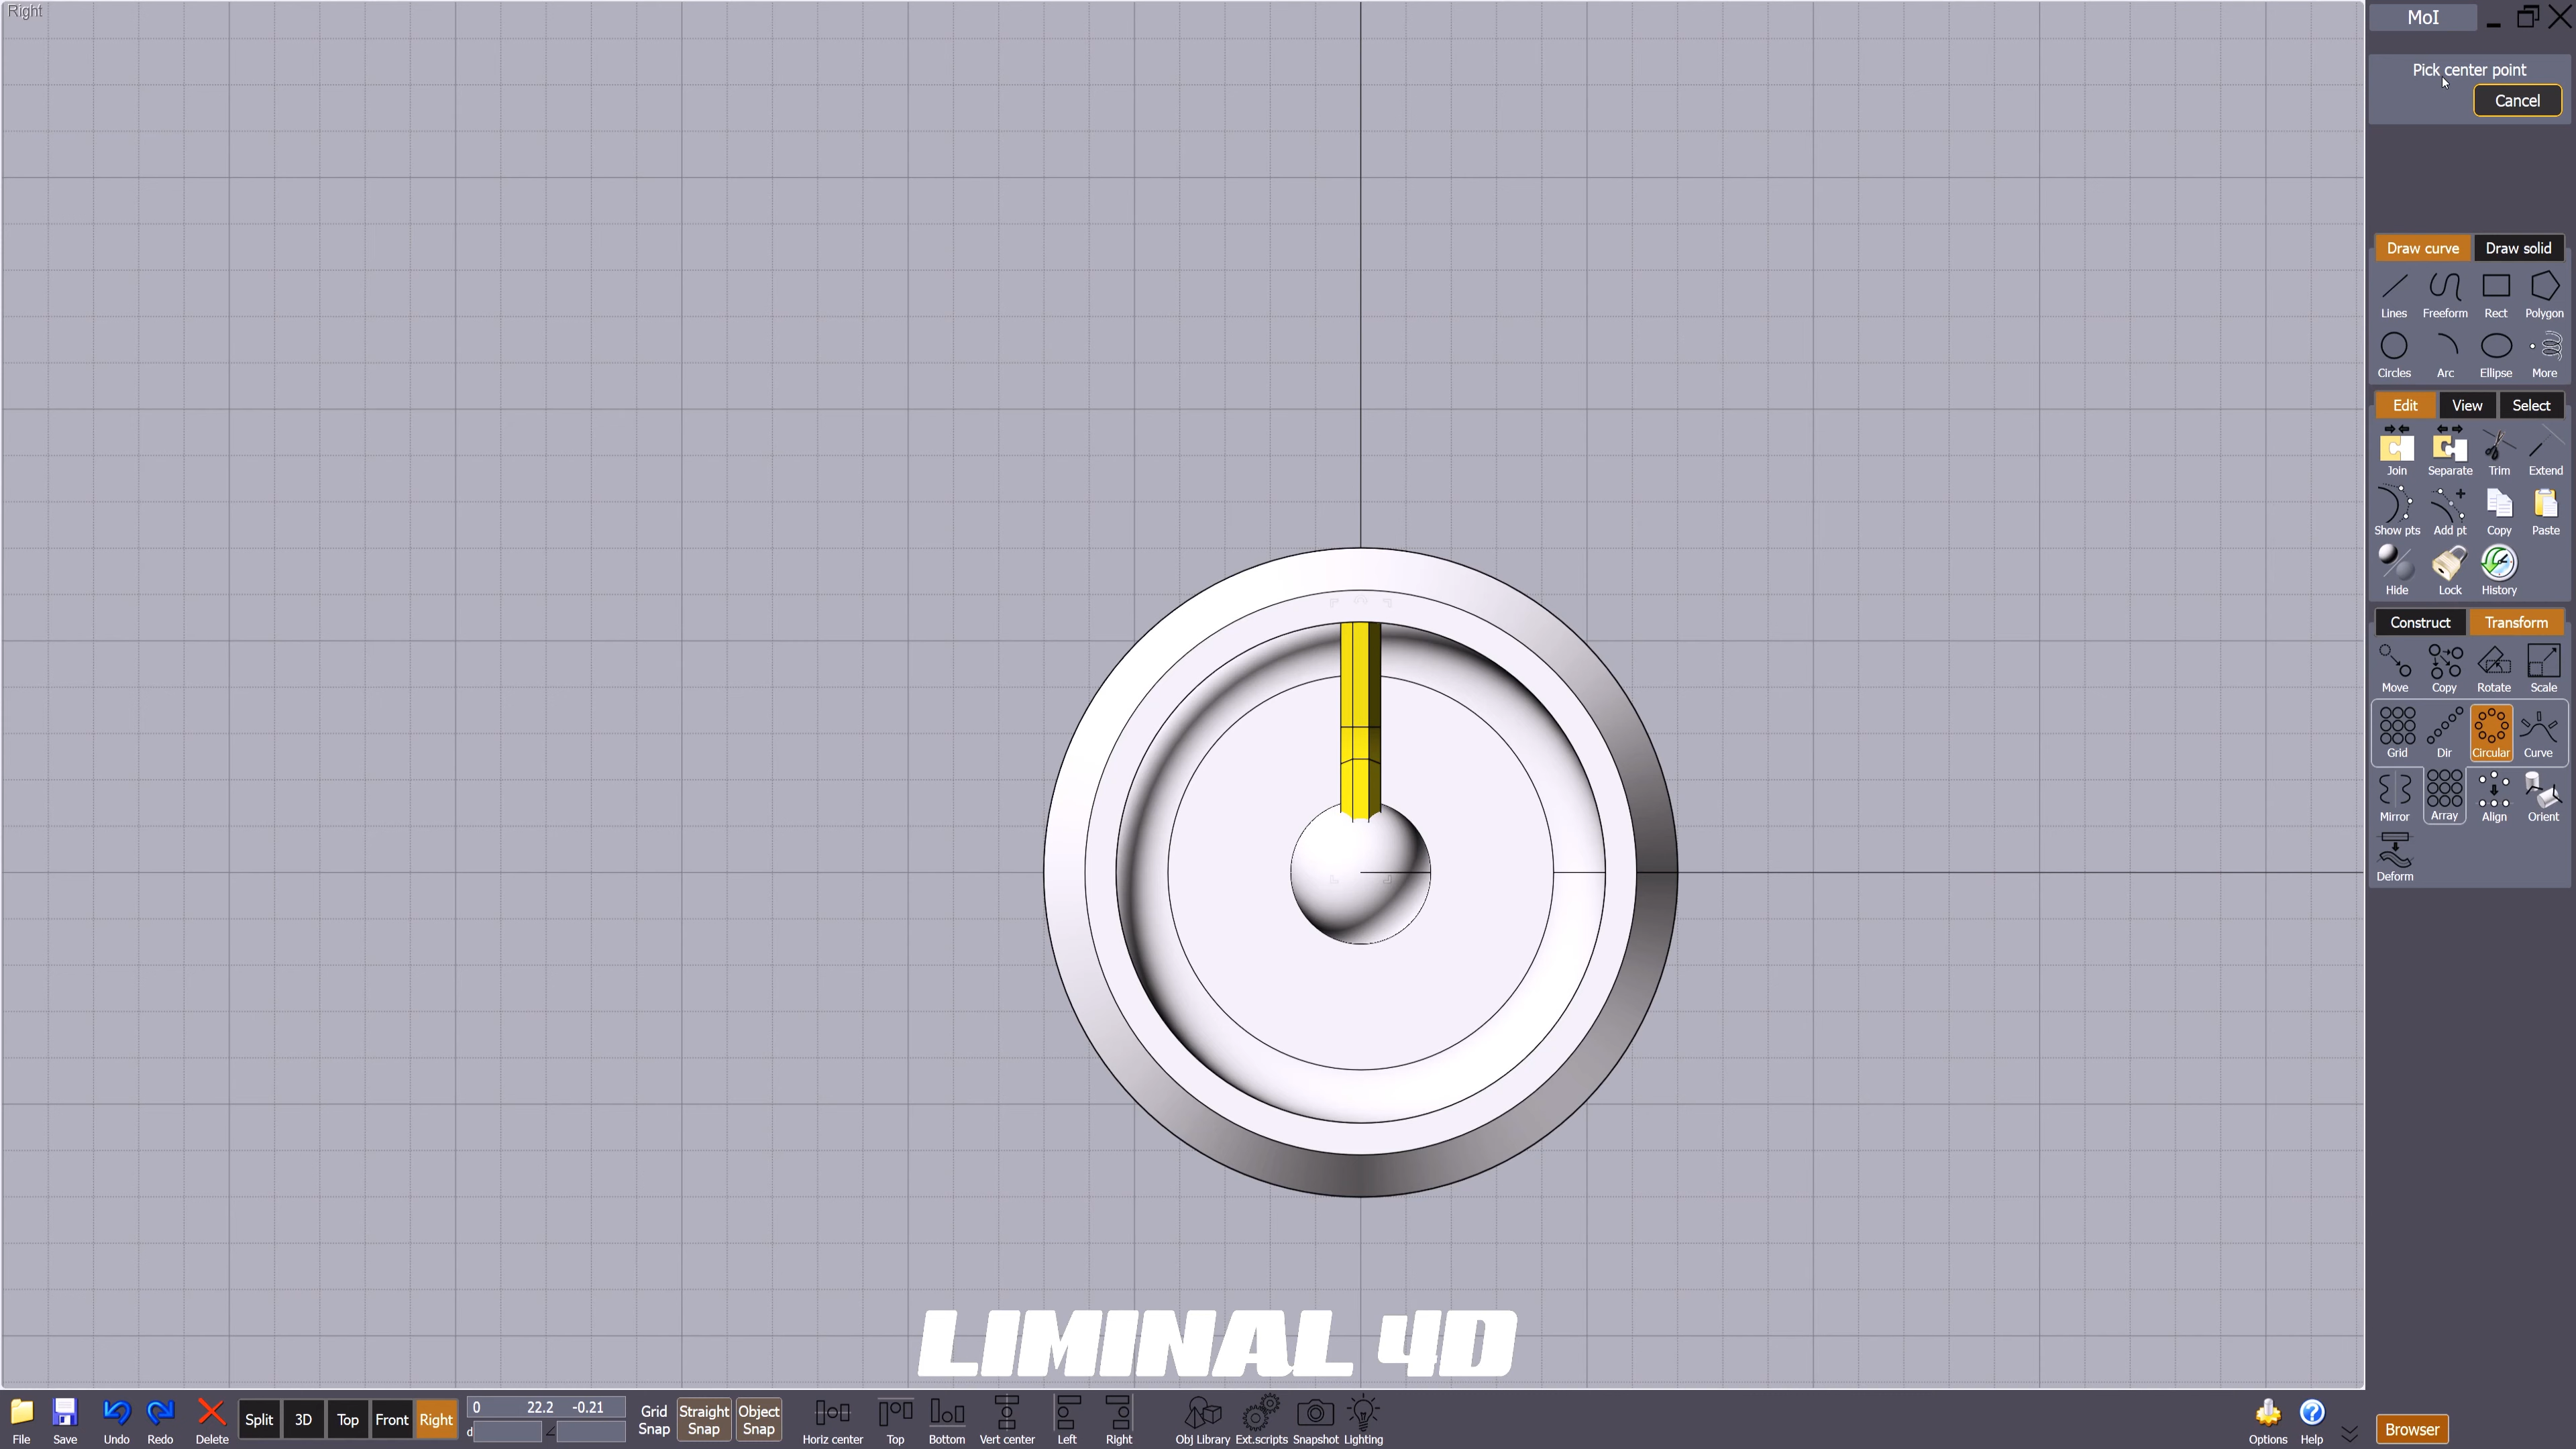 Right
MoI
Pick center point
Cancel
Draw curve Draw solid
Lines Freeform Rect Polygon
Circles Arc Ellipse More
Edit View Select
Join Separate Trim Extend
Show pts Add pt Copy Paste
Hide Lock History
Construct Transform
Move Copy Rotate Scale
Grid Dir Circular Curve
Mirror Array Align Orient
Deform
LIMINAL 4D
File Save Undo Redo Delete
Split 3D Top Front Right
0 22.2 -0.21
d
Grid Snap
Straight Snap
Object Snap
Horiz center Top Bottom Vert center Left Right
Obj Library Ext.scripts Snapshot Lighting
Options Help
Browser